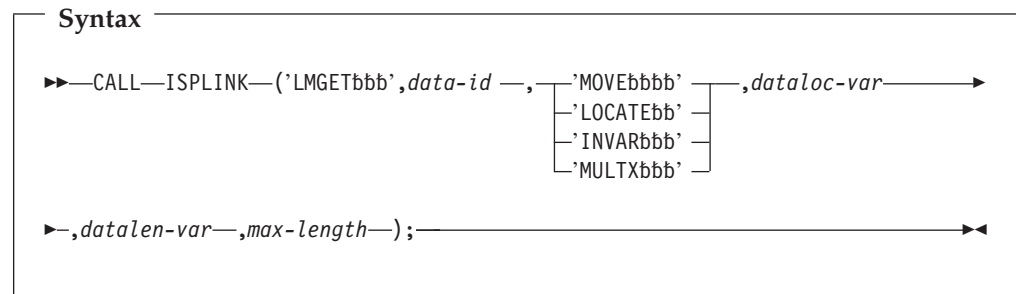 Syntax
CALL ISPLINK ('LMGETƀƀƀ',data-id , 'MOVEƀƀƀƀ' ,dataloc-var
'LOCATEƀƀ'
'INVARƀƀƀ'
'MULTXƀƀƀ'
,datalen-var ,max-length );